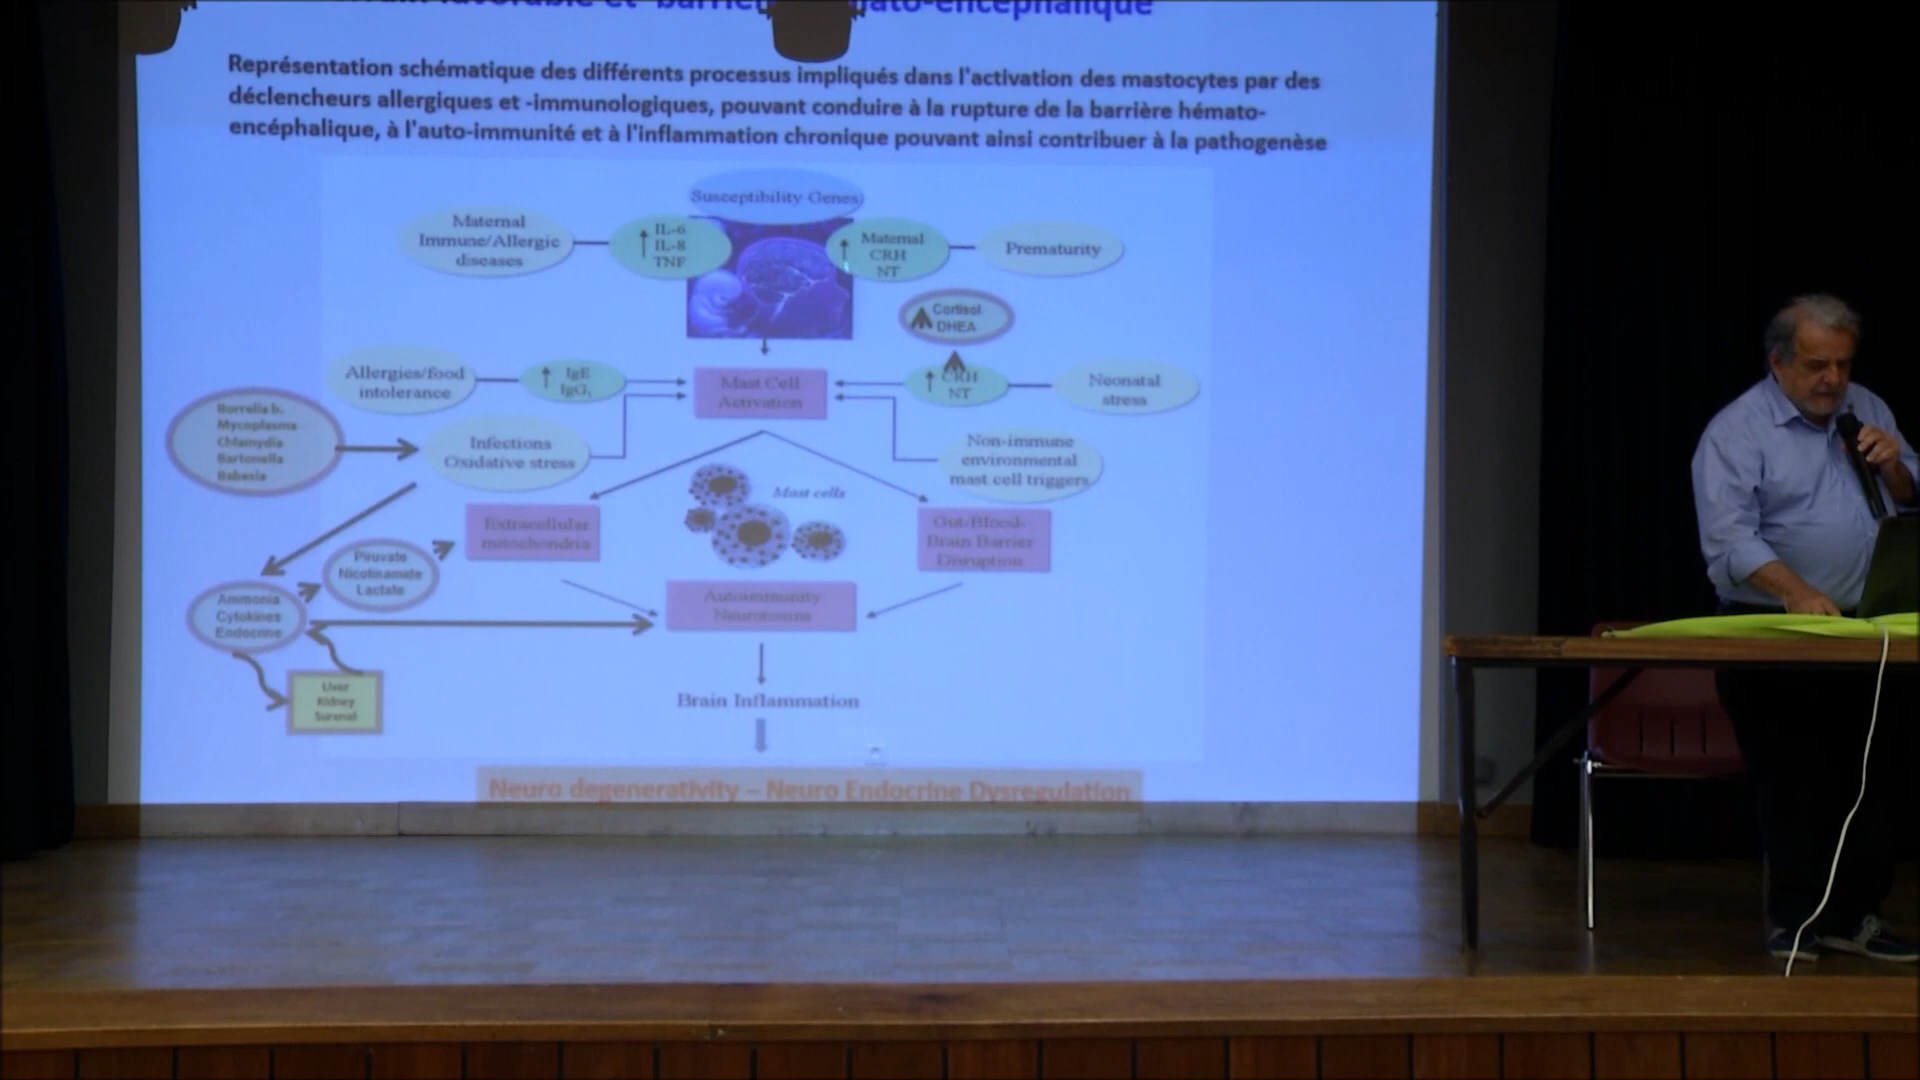 favorable et barrière hémato-encéphalique
Représentation schématique des différents processus impliqués dans l'activation des mastocytes par des
déclencheurs allergiques et -immunologiques, pouvant conduire à la rupture de la barrière hémato-
encéphalique, à l'auto-immunité et à l'inflammation chronique pouvant ainsi contribuer à la pathogenèse
Susceptibility Genes
Maternal
Immune/Allergic
diseases
IL-6
IL-8
TNF
Maternal
CRH
NT
Prematurity
Cortisol
DHEA
Allergies/food
intolerance
IgE
IgG₁
Mast Cell
Activation
CRH
NT
Neonatal
stress
Borrelia b.
Mycoplasma
Chlamydia
Bartonella
Babesia
Infections
Oxidative stress
Non-immune
environmental
mast cell triggers
Mast cells
Extracellular
mitochondria
Gut-Blood-
Brain Barrier
Disruption
Piruvate
Nicotinamide
Lactate
Ammonia
Cytokines
Endocrine
Autoimmunity
Neurotoxins
Liver
Kidney
Surenal
Brain Inflammation
Neuro degenerativity – Neuro Endocrine Dysregulation